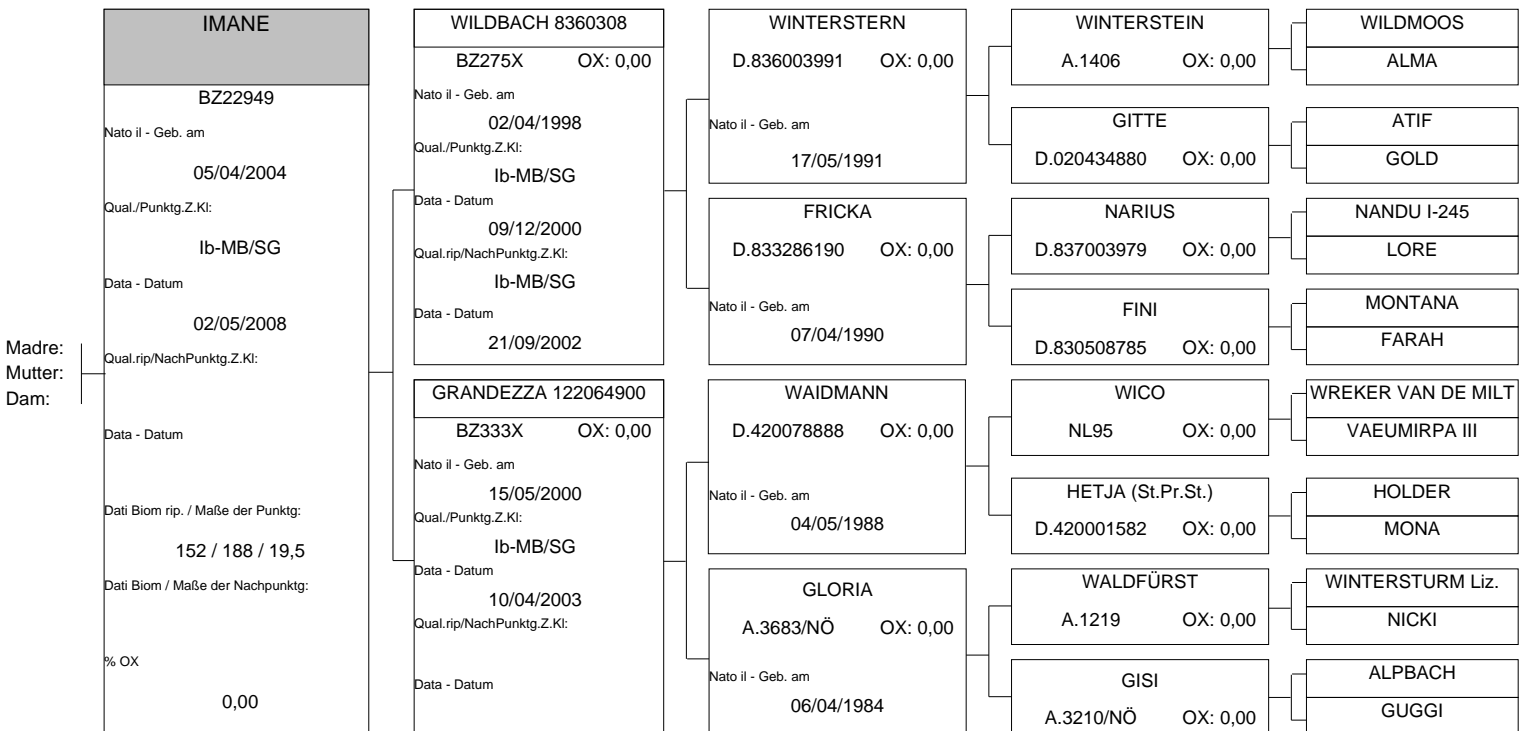 Madre:
Mutter:
Dam:
IMANE
BZ22949
Nato il - Geb. am
05/04/2004
Qual./Punktg.Z.Kl:
Ib-MB/SG
Data - Datum
02/05/2008
Qual.rip/NachPunktg.Z.Kl:
Data - Datum
Dati Biom rip. / Maße der Punktg:
152 / 188 / 19,5
Dati Biom / Maße der Nachpunktg:
% OX
0,00
WILDBACH 8360308
BZ275X OX: 0,00
Nato il - Geb. am
02/04/1998
Qual./Punktg.Z.Kl:
Ib-MB/SG
Data - Datum
09/12/2000
Qual.rip/NachPunktg.Z.Kl:
Ib-MB/SG
Data - Datum
21/09/2002
GRANDEZZA 122064900
BZ333X OX: 0,00
Nato il - Geb. am
15/05/2000
Qual./Punktg.Z.Kl:
Ib-MB/SG
Data - Datum
10/04/2003
Qual.rip/NachPunktg.Z.Kl:
Data - Datum
WINTERSTERN
D.836003991 OX: 0,00
Nato il - Geb. am
17/05/1991
FRICKA
D.833286190 OX: 0,00
Nato il - Geb. am
07/04/1990
WAIDMANN
D.420078888 OX: 0,00
Nato il - Geb. am
04/05/1988
GLORIA
A.3683/NÖ OX: 0,00
Nato il - Geb. am
06/04/1984
WINTERSTEIN
A.1406 OX: 0,00
GITTE
D.020434880 OX: 0,00
NARIUS
D.837003979 OX: 0,00
FINI
D.830508785 OX: 0,00
WICO
NL95 OX: 0,00
HETJA (St.Pr.St.)
D.420001582 OX: 0,00
WALDFÜRST
A.1219 OX: 0,00
GISI
A.3210/NÖ OX: 0,00
WILDMOOS
ALMA
ATIF
GOLD
NANDU I-245
LORE
MONTANA
FARAH
WREKER VAN DE MILT
VAEUMIRPA III
HOLDER
MONA
WINTERSTURM Liz.
NICKI
ALPBACH
GUGGI